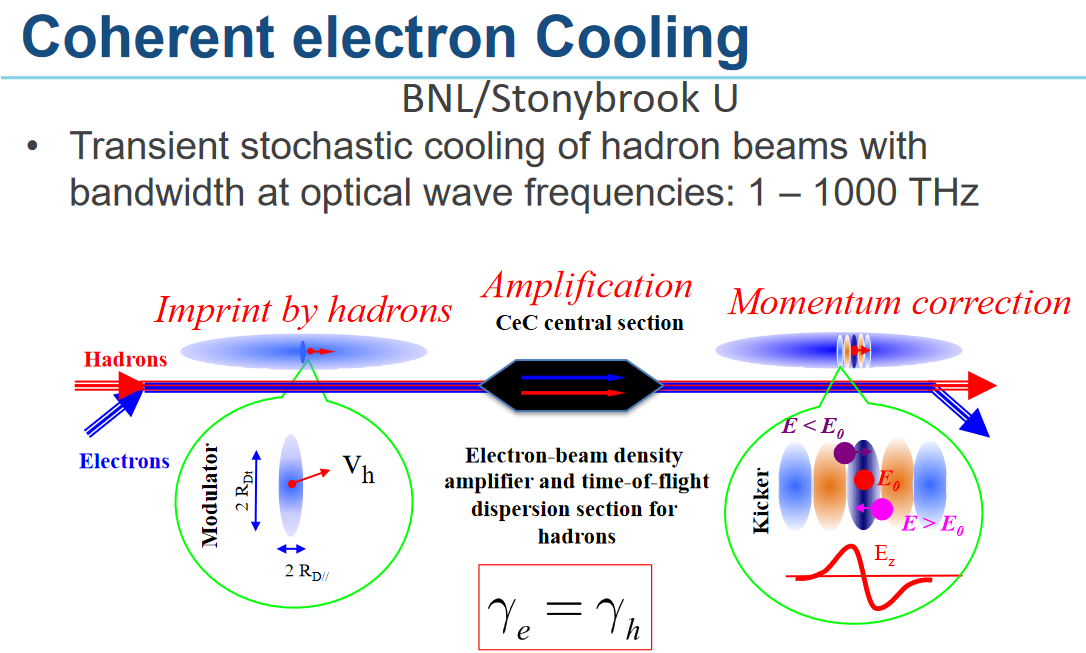 Coherent electron Cooling
BNL/Stonybrook U
• Transient stochastic cooling of hadron beams with
bandwidth at optical wave frequencies: 1 – 1000 THz
Imprint by hadrons
Amplification
CeC central section
Momentum correction
Hadrons
Electrons
Modulator
2 R_Dt
V_h
2 R_D//
Electron-beam density
amplifier and time-of-flight
dispersion section for
hadrons
γ_e = γ_h
Kicker
E < E_0
E_0
E > E_0
E_z